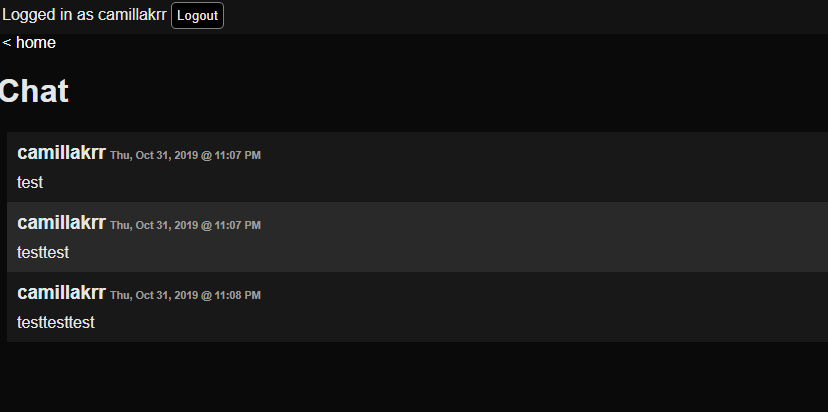 Logged in as camillakrr Logout
< home
Chat
camillakrr Thu, Oct 31, 2019 @ 11:07 PM
test
camillakrr Thu, Oct 31, 2019 @ 11:07 PM
testtest
camillakrr Thu, Oct 31, 2019 @ 11:08 PM
testtesttest